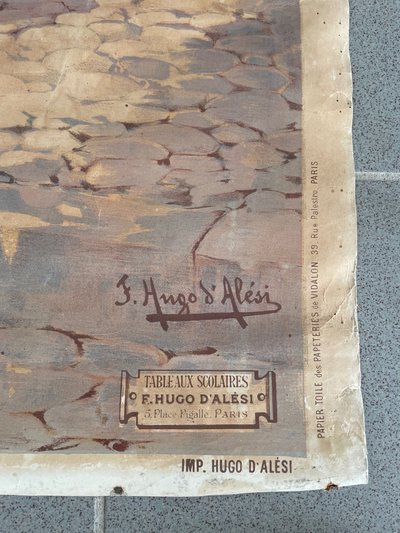 F. Hugo d'Alési
TABLEAUX SCOLAIRES
F. HUGO D'ALÉSI
5, Place Pigalle, PARIS
IMP. HUGO D'ALÉSI
PAPIER TOILE des PAPETERIES de VIDALON. 39 Rue Palestro, PARIS